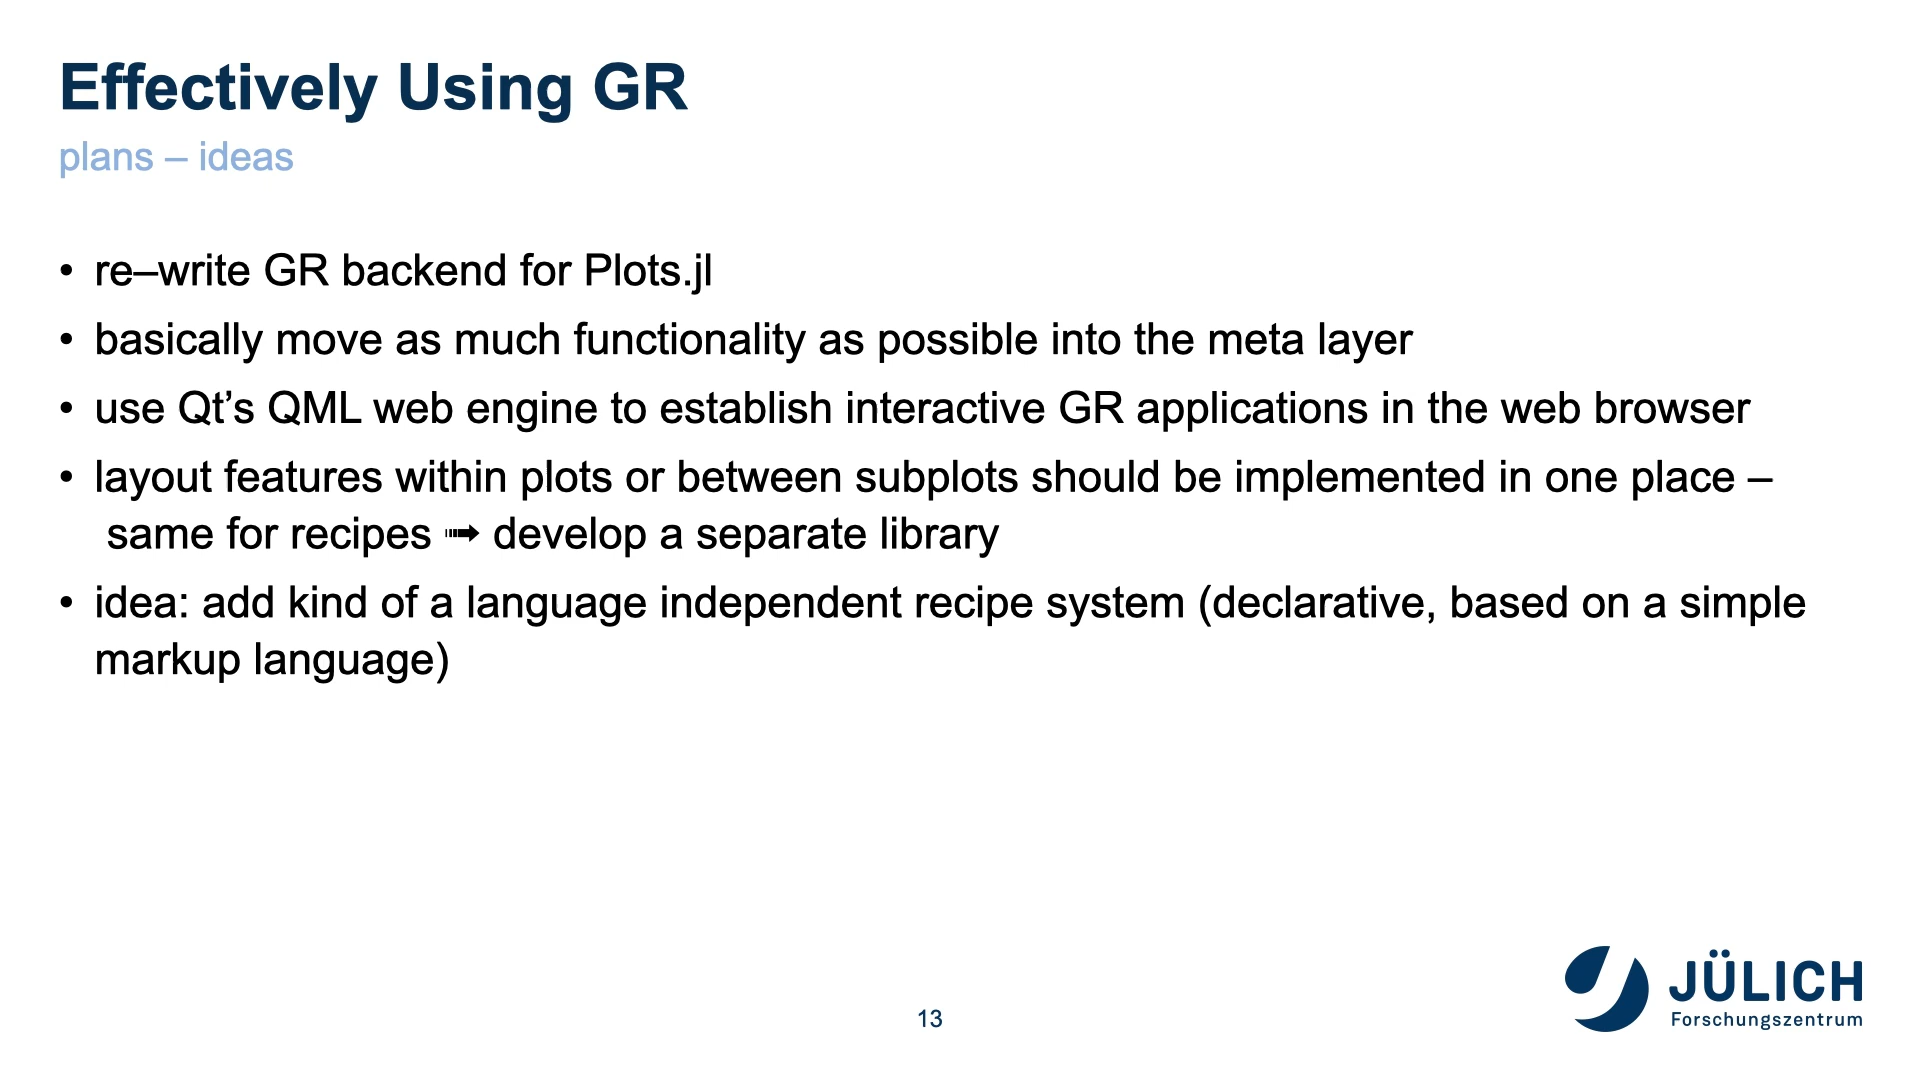 Effectively Using GR
plans – ideas
• re–write GR backend for Plots.jl
• basically move as much functionality as possible into the meta layer
• use Qt’s QML web engine to establish interactive GR applications in the web browser
• layout features within plots or between subplots should be implemented in one place –
same for recipes ➟ develop a separate library
• idea: add kind of a language independent recipe system (declarative, based on a simple
markup language)
13
JÜLICH
Forschungszentrum